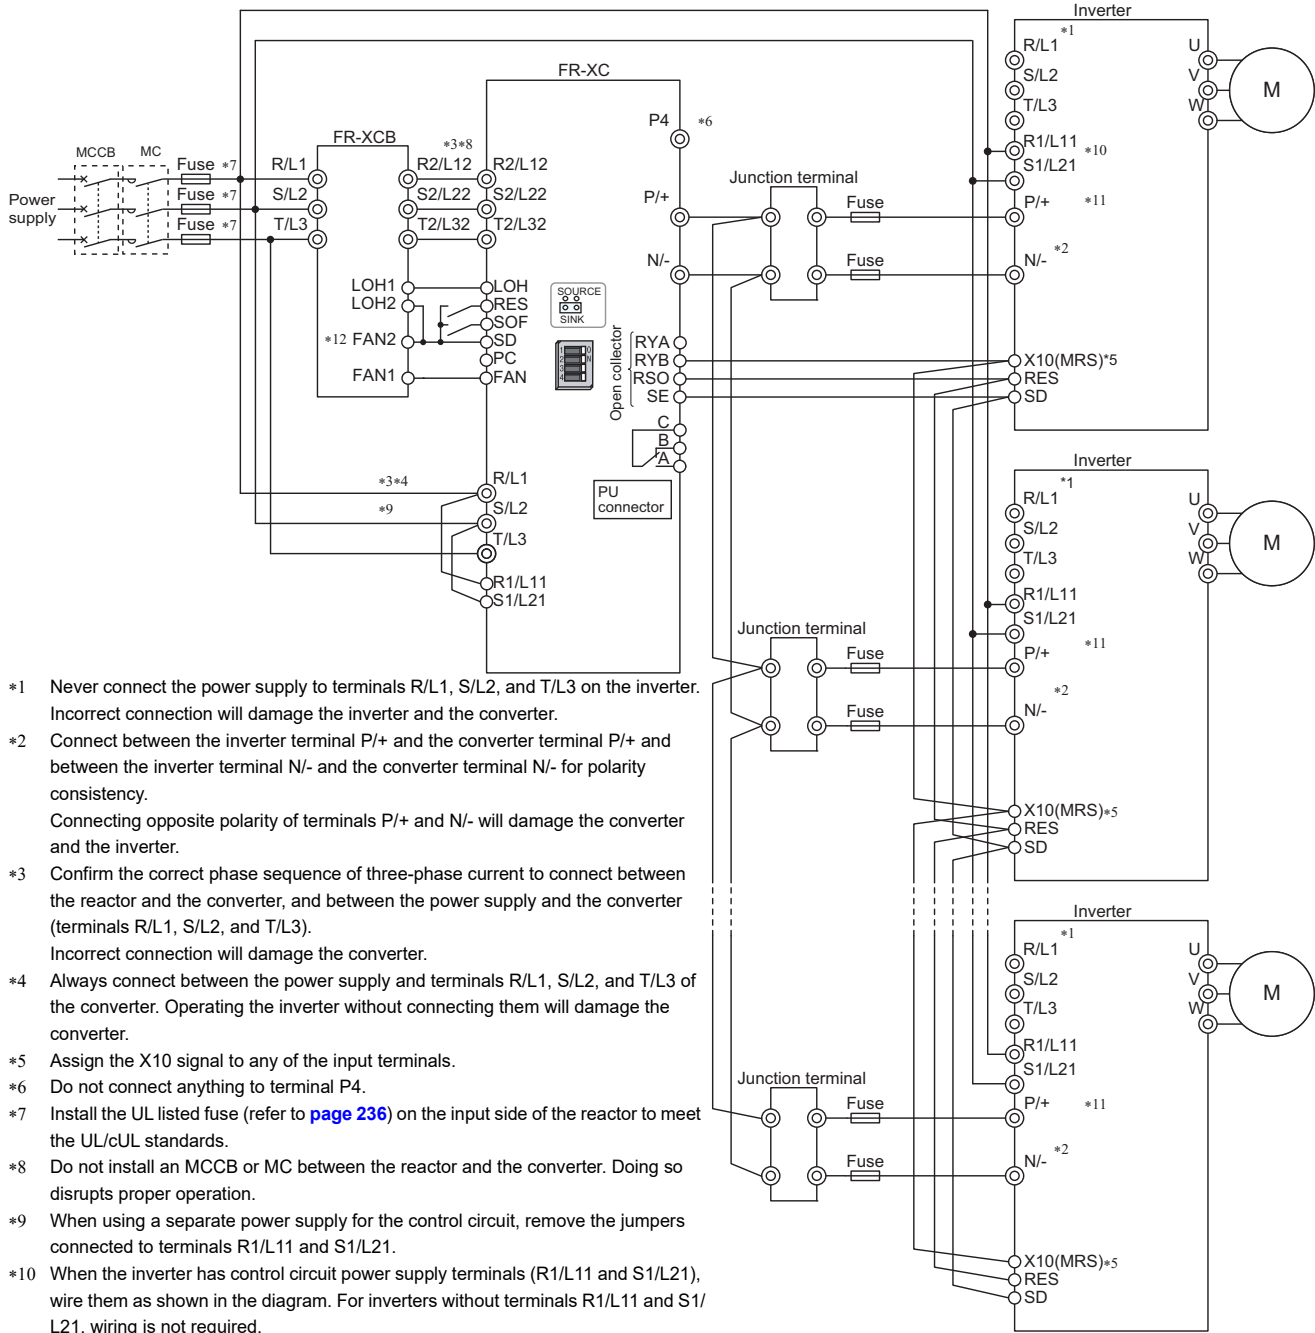 Inverter
R/L1 *1
S/L2
T/L3
R1/L11 *10
S1/L21
P/+ *11
N/- *2
X10(MRS)*5
RES
SD
U
V
W
M
FR-XC
P4 *6
P/+
N/-
RYA
RYB
RSO
SE
Open collector
C
B
A
PU
connector
SOURCE
SINK
1
2
3
4
O
N
R2/L12
S2/L22
T2/L32
LOH
RES
SOF
SD
PC
FAN
R/L1
S/L2
T/L3
R1/L11
S1/L21
*3*8
*3*4
*9
FR-XCB
R/L1
S/L2
T/L3
R2/L12
S2/L22
T2/L32
LOH1
LOH2
*12 FAN2
FAN1
MCCB
MC
Fuse *7
Fuse *7
Fuse *7
Power
supply
Junction terminal
Fuse
Fuse
Inverter
R/L1 *1
S/L2
T/L3
R1/L11
S1/L21
P/+ *11
N/- *2
X10(MRS)*5
RES
SD
U
V
W
M
Junction terminal
Fuse
Fuse
Inverter
R/L1 *1
S/L2
T/L3
R1/L11
S1/L21
P/+ *11
N/- *2
X10(MRS)*5
RES
SD
U
V
W
M
Junction terminal
Fuse
Fuse
*1 Never connect the power supply to terminals R/L1, S/L2, and T/L3 on the inverter.
Incorrect connection will damage the inverter and the converter.
*2 Connect between the inverter terminal P/+ and the converter terminal P/+ and
between the inverter terminal N/- and the converter terminal N/- for polarity
consistency.
Connecting opposite polarity of terminals P/+ and N/- will damage the converter
and the inverter.
*3 Confirm the correct phase sequence of three-phase current to connect between
the reactor and the converter, and between the power supply and the converter
(terminals R/L1, S/L2, and T/L3).
Incorrect connection will damage the converter.
*4 Always connect between the power supply and terminals R/L1, S/L2, and T/L3 of
the converter. Operating the inverter without connecting them will damage the
converter.
*5 Assign the X10 signal to any of the input terminals.
*6 Do not connect anything to terminal P4.
*7 Install the UL listed fuse (refer to page 236) on the input side of the reactor to meet
the UL/cUL standards.
*8 Do not install an MCCB or MC between the reactor and the converter. Doing so
disrupts proper operation.
*9 When using a separate power supply for the control circuit, remove the jumpers
connected to terminals R1/L11 and S1/L21.
*10 When the inverter has control circuit power supply terminals (R1/L11 and S1/L21),
wire them as shown in the diagram. For inverters without terminals R1/L11 and S1/
L21, wiring is not required.